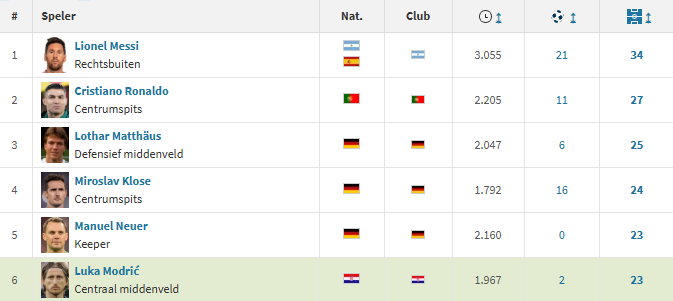 # Speler Nat. Club
1 Lionel Messi 3.055 21 34
Rechtsbuiten
2 Cristiano Ronaldo 2.205 11 27
Centrumspits
3 Lothar Matthäus 2.047 6 25
Defensief middenveld
4 Miroslav Klose 1.792 16 24
Centrumspits
5 Manuel Neuer 2.160 0 23
Keeper
6 Luka Modrić 1.967 2 23
Centraal middenveld